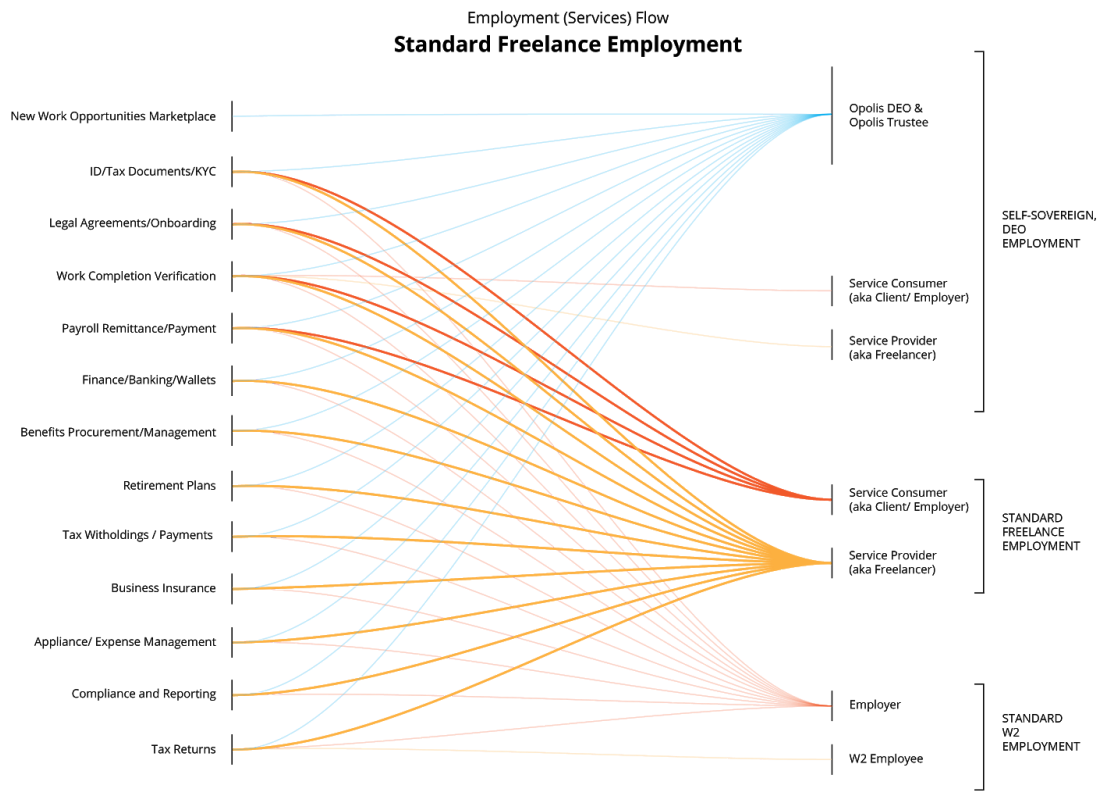 Employment (Services) Flow
Standard Freelance Employment
New Work Opportunities Marketplace
ID/Tax Documents/KYC
Legal Agreements/Onboarding
Work Completion Verification
Payroll Remittance/Payment
Finance/Banking/Wallets
Benefits Procurement/Management
Retirement Plans
Tax Witholdings / Payments
Business Insurance
Appliance/ Expense Management
Compliance and Reporting
Tax Returns
Opolis DEO &
Opolis Trustee
Service Consumer
(aka Client/ Employer)
Service Provider
(aka Freelancer)
Service Consumer
(aka Client/ Employer)
Service Provider
(aka Freelancer)
Employer
W2 Employee
SELF-SOVEREIGN,
DEO
EMPLOYMENT
STANDARD
FREELANCE
EMPLOYMENT
STANDARD
W2
EMPLOYMENT